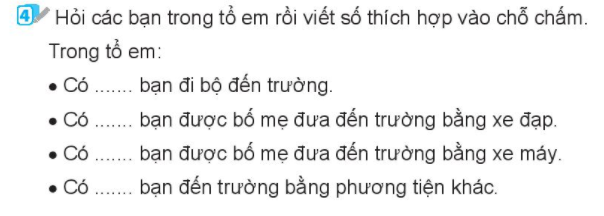 4 Hỏi các bạn trong tổ em rồi viết số thích hợp vào chỗ chấm.
Trong tổ em:
• Có ....... bạn đi bộ đến trường.
• Có ....... bạn được bố mẹ đưa đến trường bằng xe đạp.
• Có ....... bạn được bố mẹ đưa đến trường bằng xe máy.
• Có ....... bạn đến trường bằng phương tiện khác.